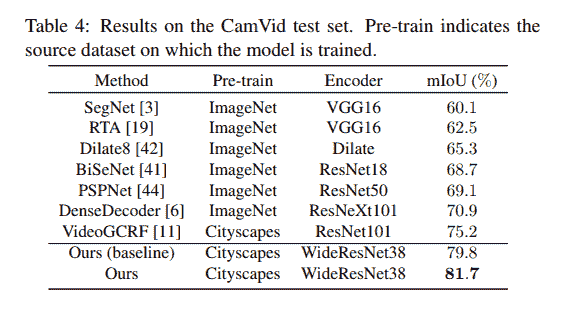 Table 4: Results on the CamVid test set. Pre-train indicates the
source dataset on which the model is trained.
Method Pre-train Encoder mIoU (%)
SegNet [3] ImageNet VGG16 60.1
RTA [19] ImageNet VGG16 62.5
Dilate8 [42] ImageNet Dilate 65.3
BiSeNet [41] ImageNet ResNet18 68.7
PSPNet [44] ImageNet ResNet50 69.1
DenseDecoder [6] ImageNet ResNeXt101 70.9
VideoGCRF [11] Cityscapes ResNet101 75.2
Ours (baseline) Cityscapes WideResNet38 79.8
Ours Cityscapes WideResNet38 81.7